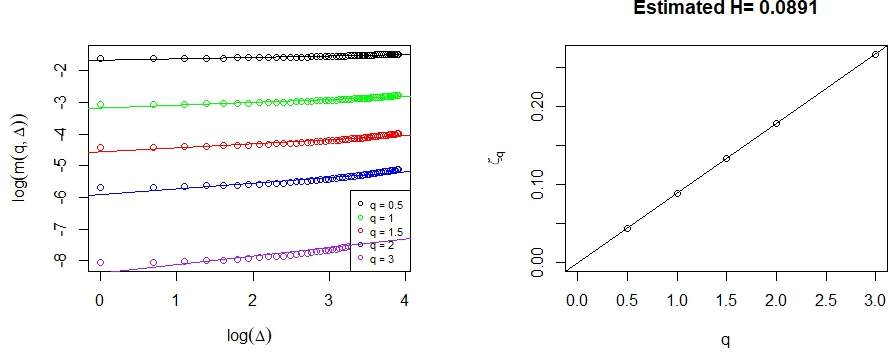 Estimated H= 0.0891
log(m(q, Δ))
-2
-3
-4
-5
-6
-7
-8
q = 0.5
q = 1
q = 1.5
q = 2
q = 3
0 1 2 3 4
log(Δ)
ζq
0.20
0.10
0.00
0.0 0.5 1.0 1.5 2.0 2.5 3.0
q